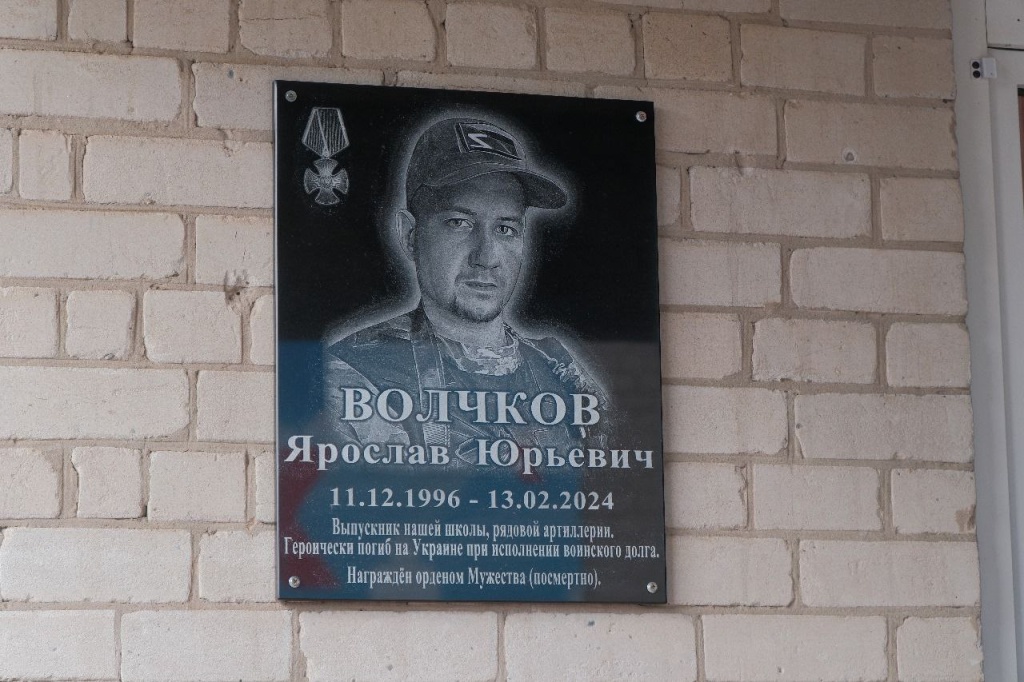 ВОЛЧКОВ
Ярослав Юрьевич
11.12.1996 - 13.02.2024
Выпускник нашей школы, рядовой артиллерии.
Героически погиб на Украине при исполнении воинского долга.
Награждён орденом Мужества (посмертно).